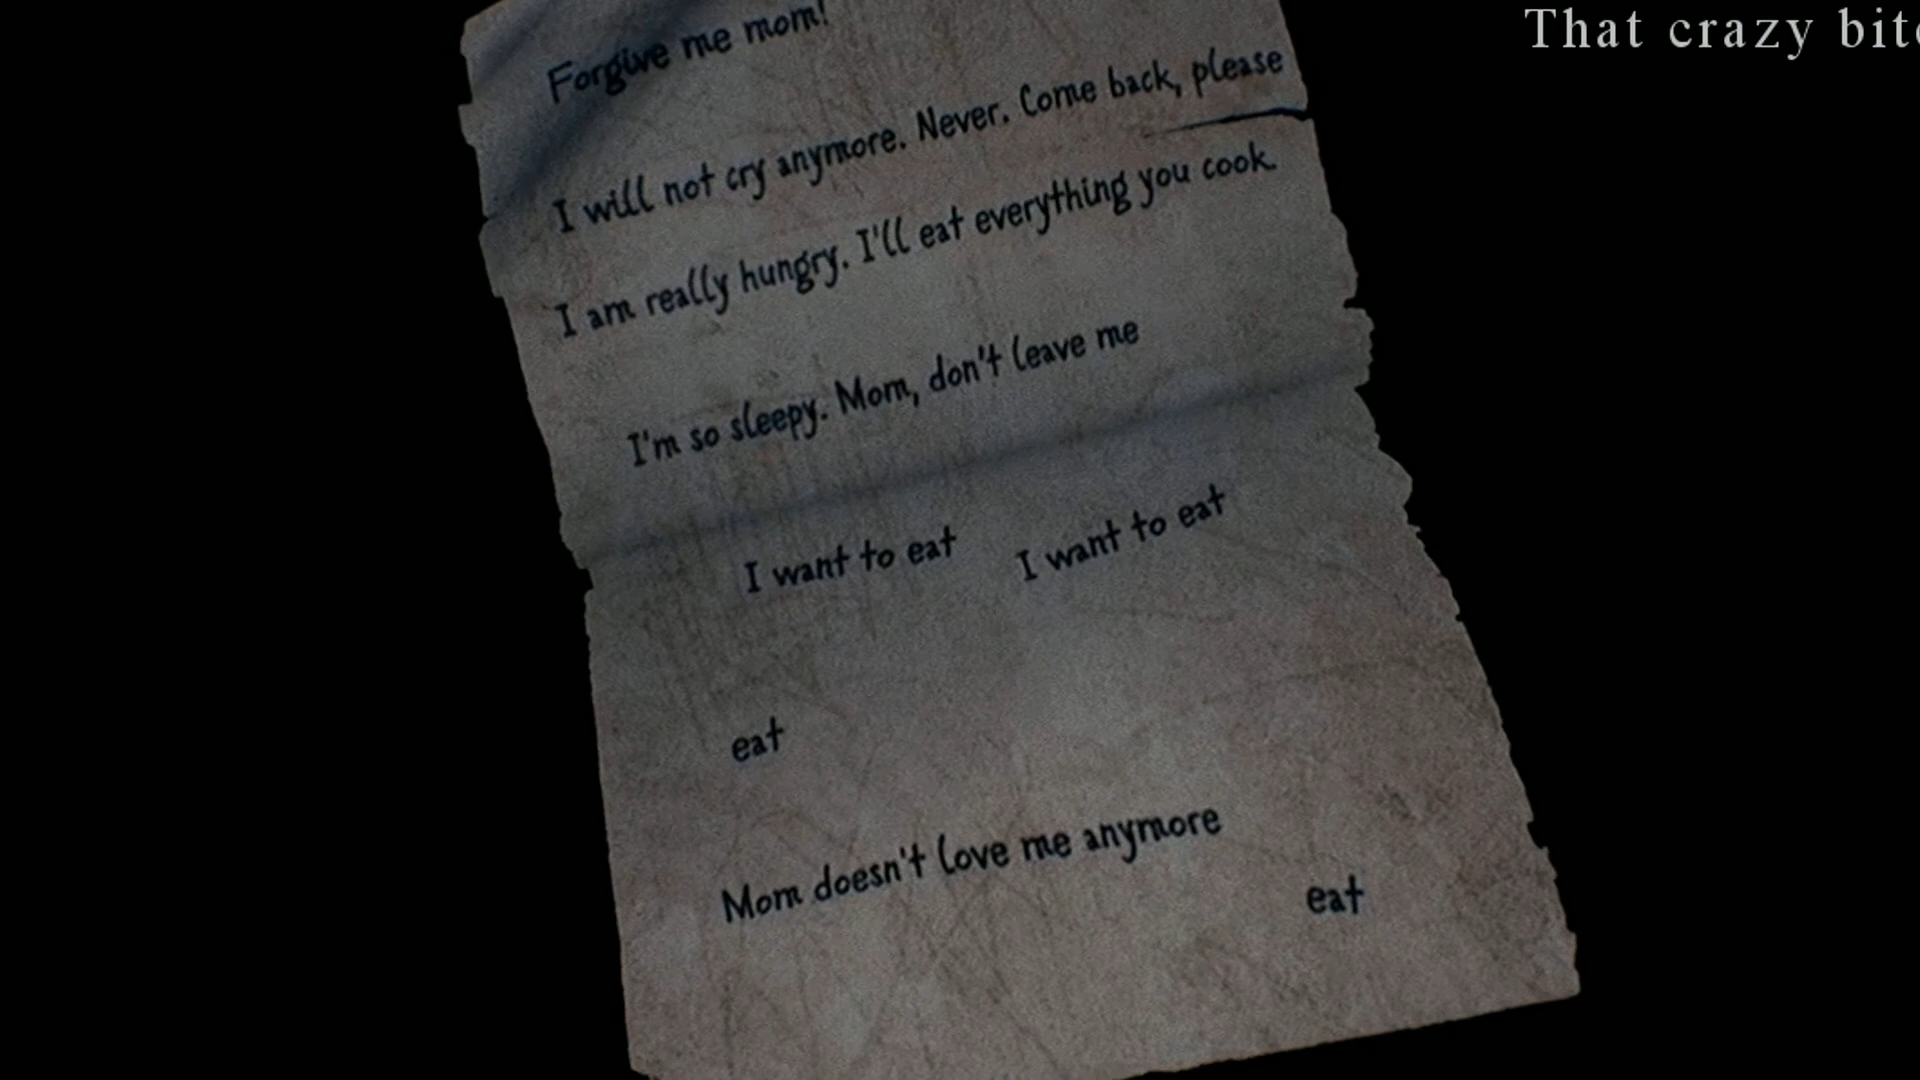 That crazy
Forgive me mom!
I will not cry anymore. Never. Come back, please
I am really hungry. I'll eat everything you cook.
I'm so sleepy. Mom, don't leave me
I want to eat I want to eat
eat
Mom doesn't love me anymore
eat